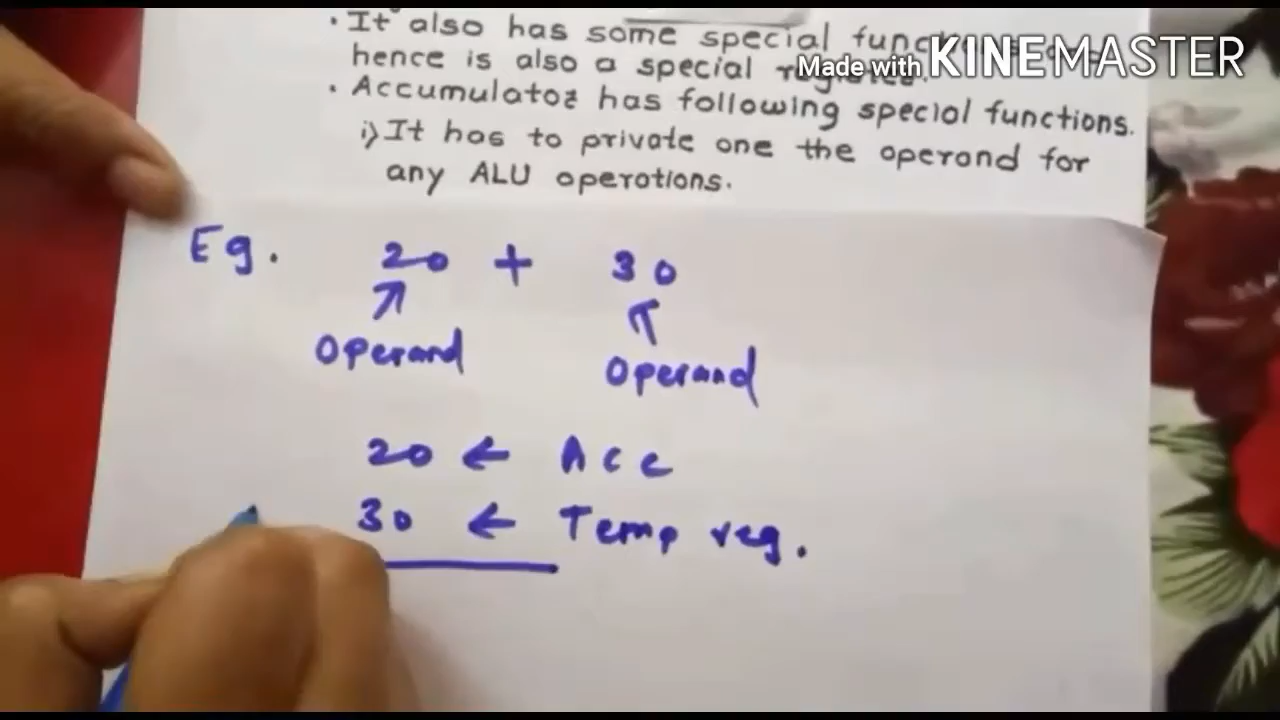 • It also has some special
hence is also a special
Made with KINEMASTER
• Accumulator has following special functions.
i) It has to private one the operand for
any ALU operations.
Eg. 20 + 30
operand operand
20 ← Acc
30 ← Temp reg.